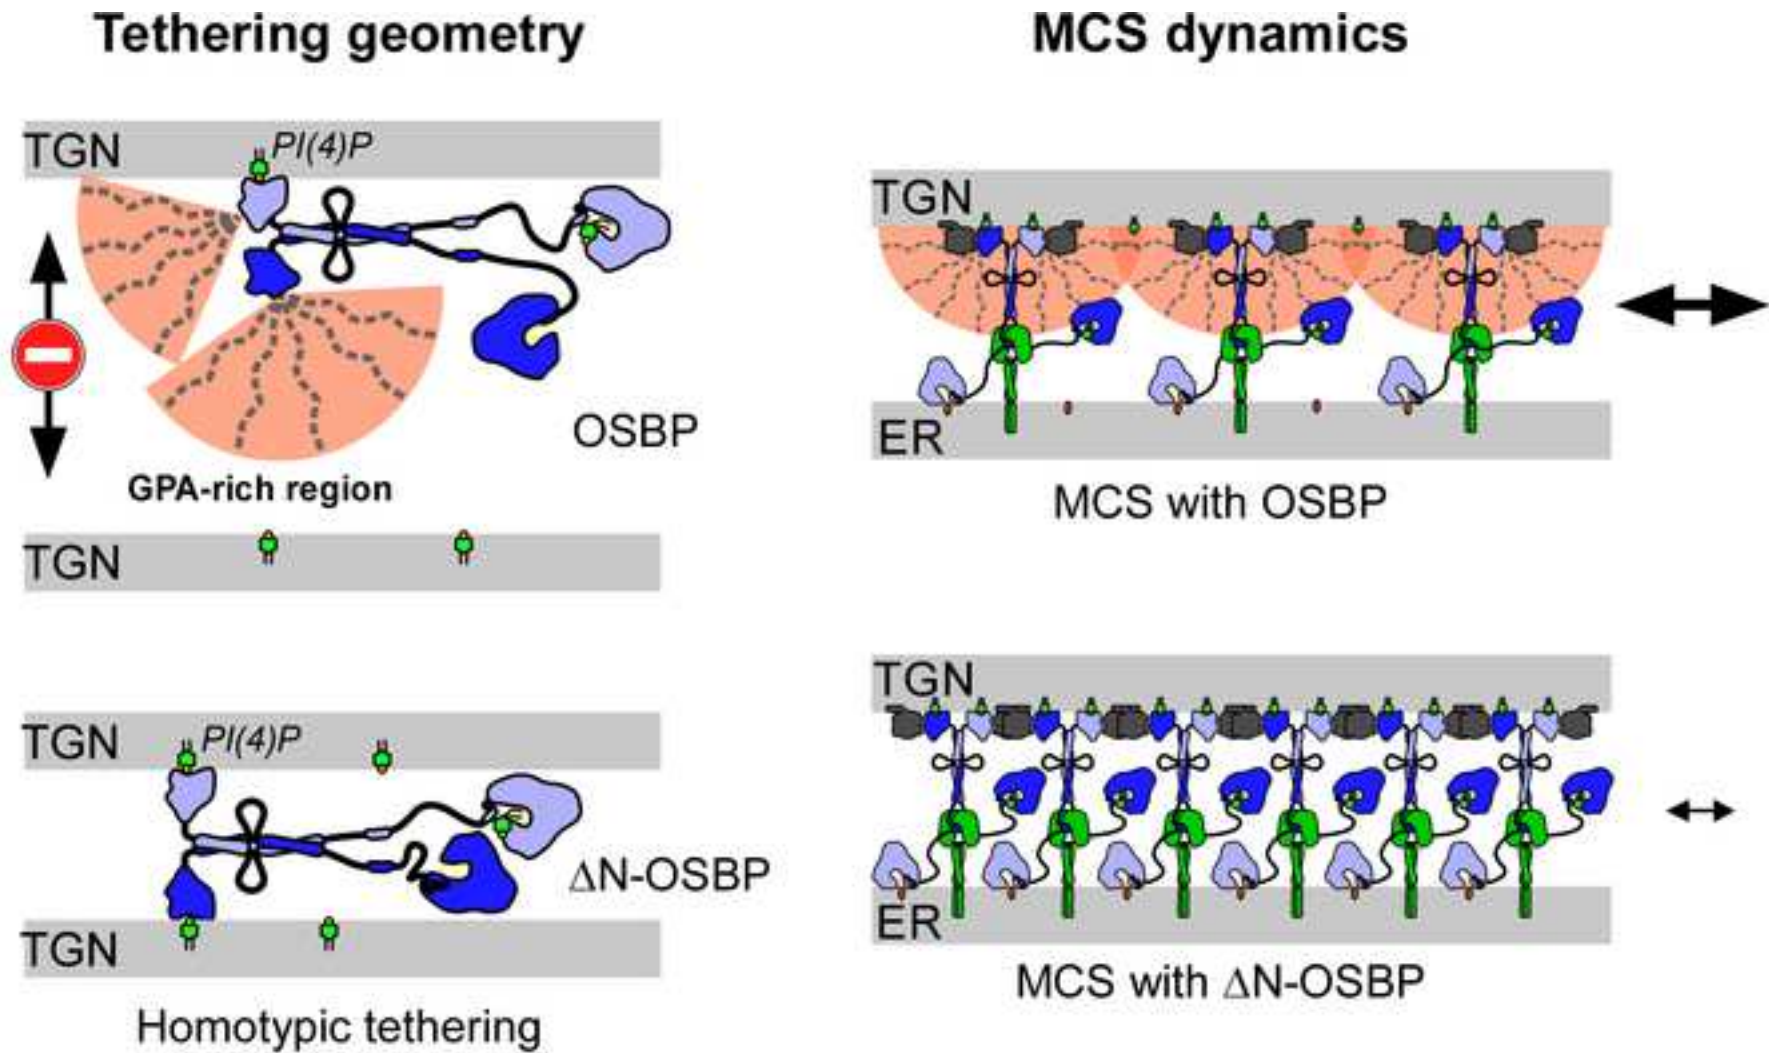 Tethering geometry
TGN
PI(4)P
OSBP
GPA-rich region
TGN
TGN
PI(4)P
ΔN-OSBP
TGN
Homotypic tethering
MCS dynamics
TGN
ER
MCS with OSBP
TGN
ER
MCS with ΔN-OSBP